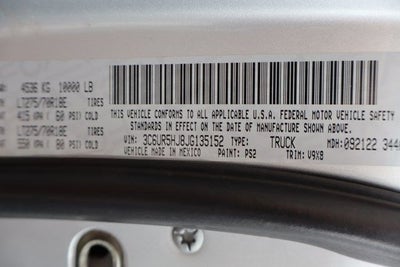 4536 KG 10000 LB
LT275/70R18E TIRES
415 KPA/ 60 PSI/ COLD
LT275/70R18E TIRES
550 KPA/ 80 PSI/ COLD
THIS VEHICLE CONFORMS TO ALL APPLICABLE U.S.A. FEDERAL MOTOR VEHICLE SAFETY
STANDARDS IN EFFECT ON THE DATE OF MANUFACTURE SHOWN ABOVE.
VIN: 3C6UR5HJ8JG135152 TYPE: TRUCK MDH: 092122 344
VEHICLE MADE IN MEXICO PAINT: PS2 TRIM: V9X8